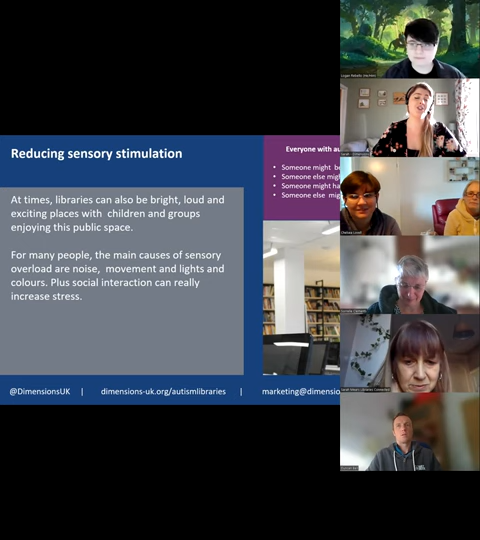 Reducing sensory stimulation
At times, libraries can also be bright, loud and
exciting places with children and groups
enjoying this public space.
For many people, the main causes of sensory
overload are noise, movement and lights and
colours. Plus social interaction can really
increase stress.
Everyone with au
Someone might be
Someone else mig
Someone might ha
Someone else mig
@DimensionsUK | dimensions-uk.org/autismlibraries | marketing@dimensio